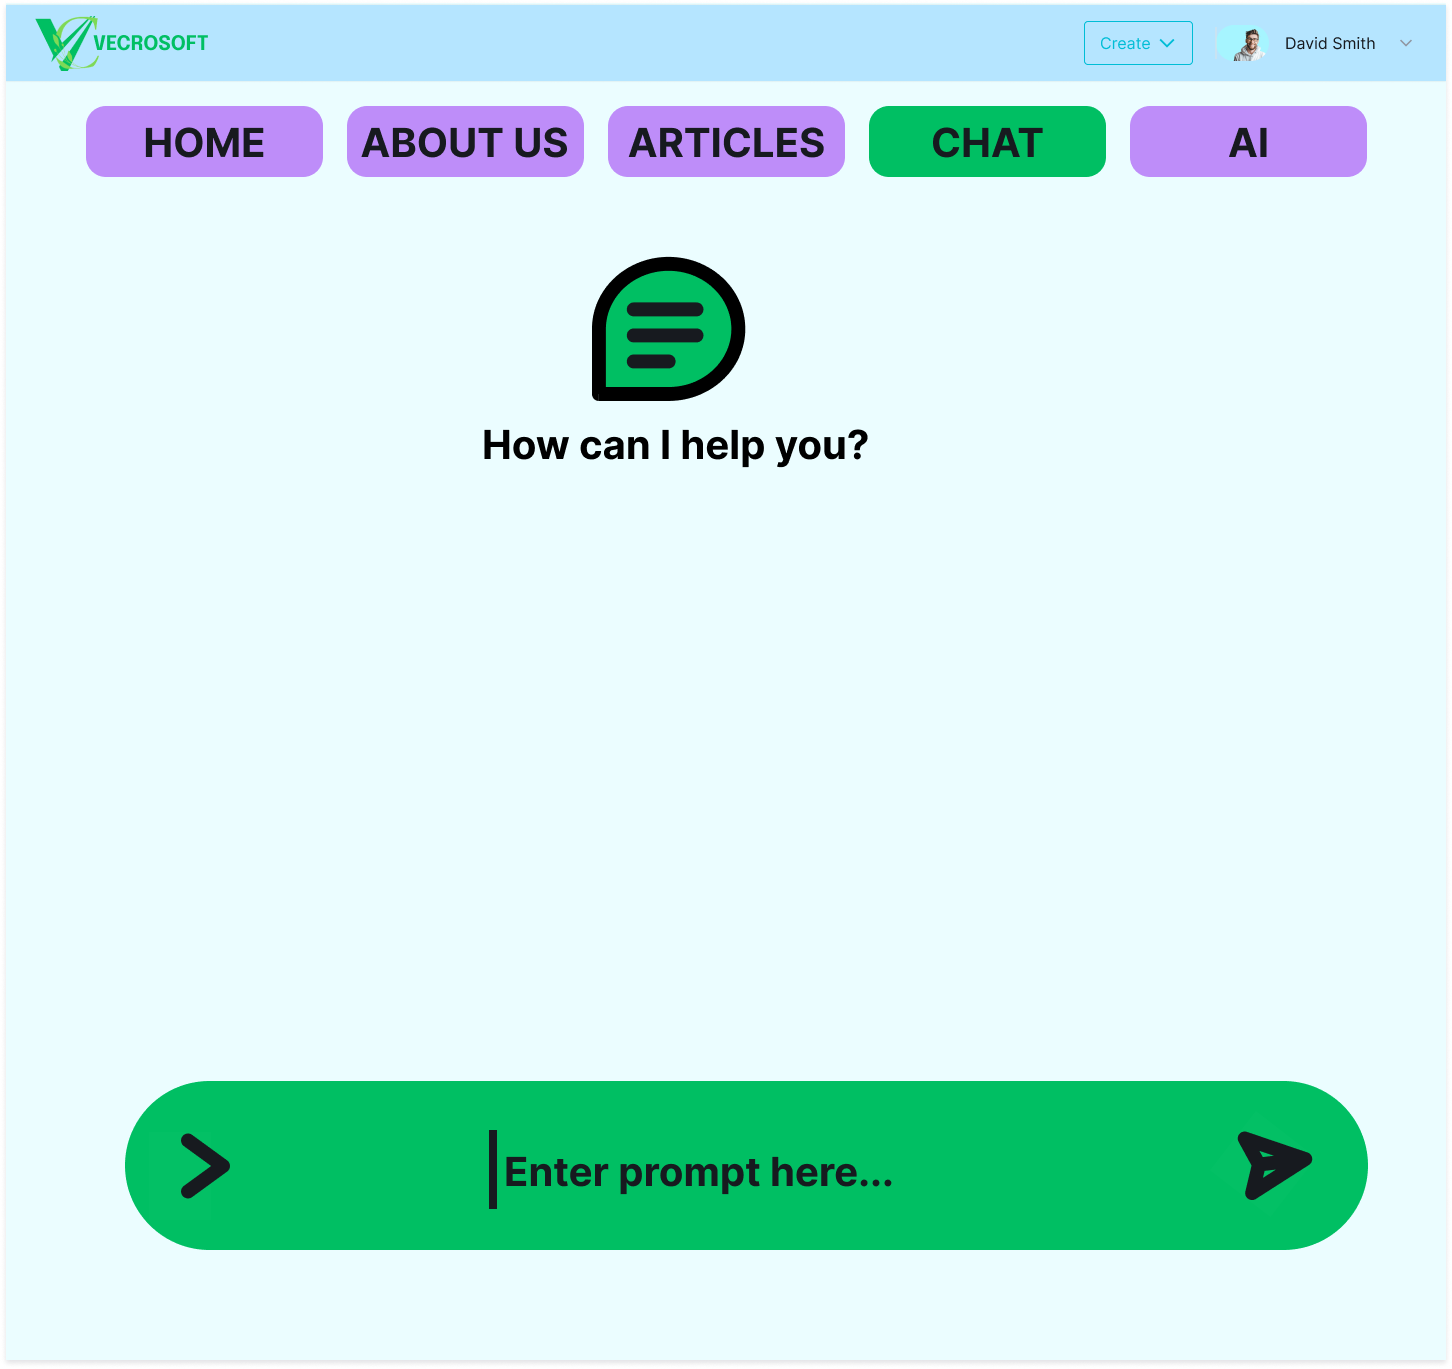 VECROSOFT
Create
David Smith
HOME
ABOUT US
ARTICLES
CHAT
AI
How can I help you?
Enter prompt here...